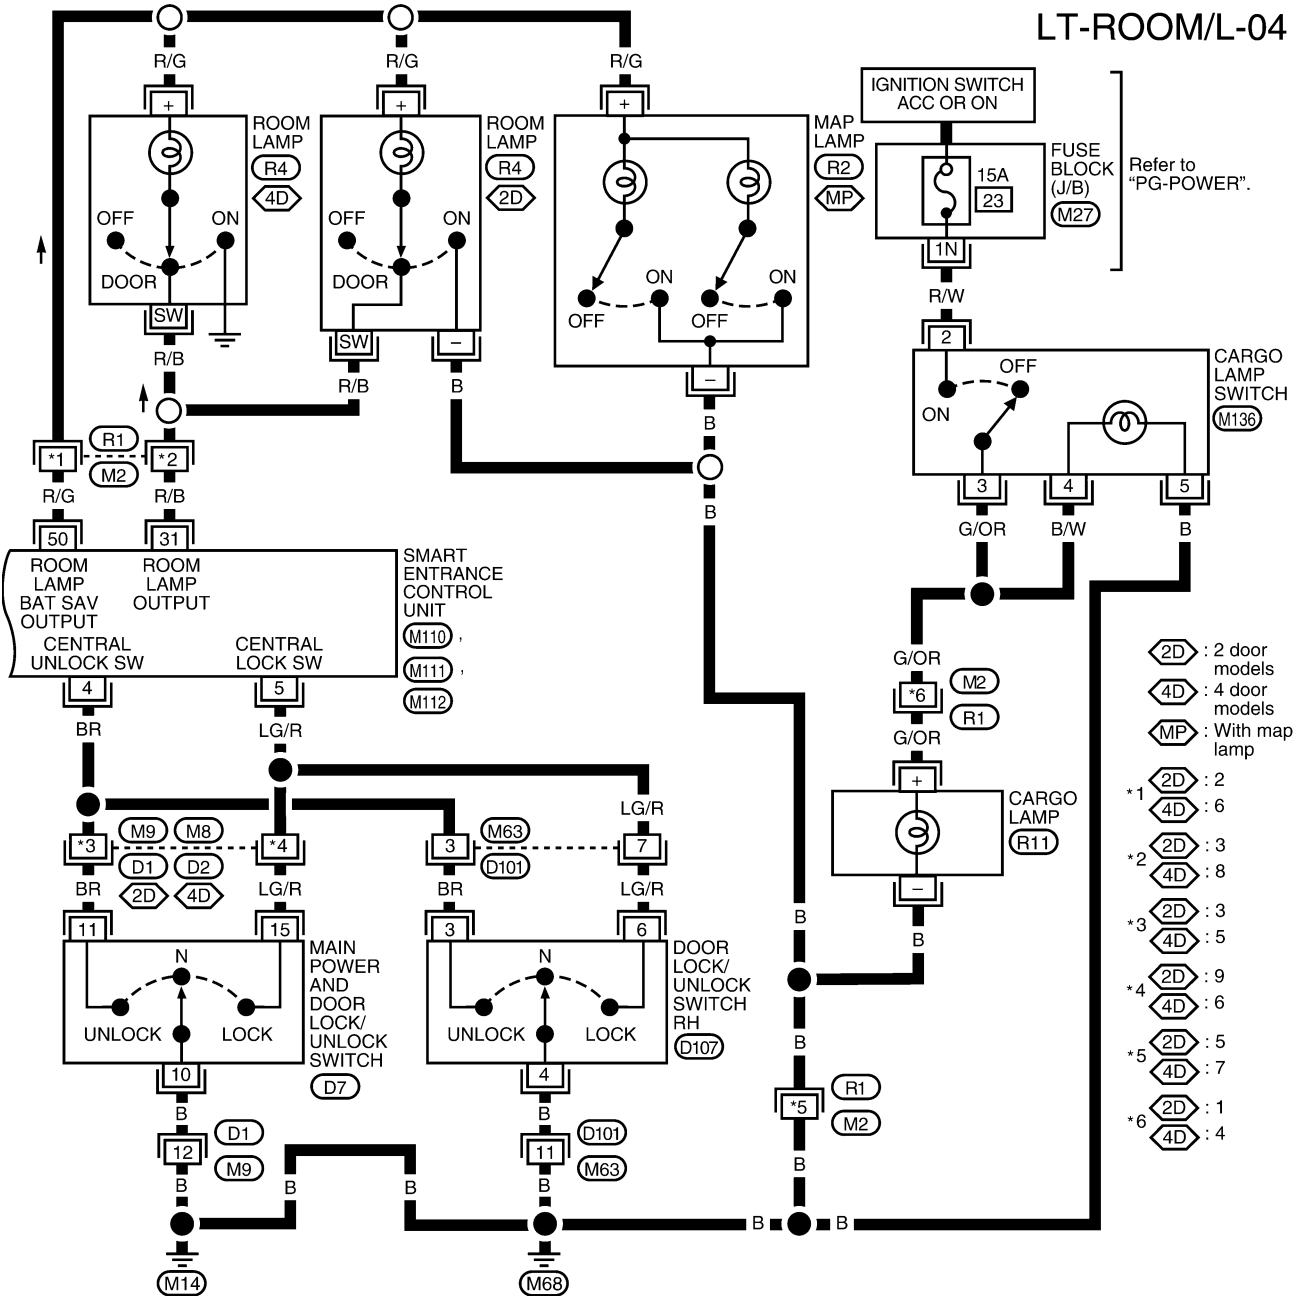 LT-ROOM/L-04
R/G
R/G
R/G
+
+
+
IGNITION SWITCH
ACC OR ON
ROOM
LAMP
R4
4D
ROOM
LAMP
R4
2D
MAP
LAMP
R2
MP
15A
23
FUSE
BLOCK
(J/B)
M27
Refer to
“PG-POWER”.
OFF
ON
DOOR
OFF
ON
DOOR
ON
OFF
ON
OFF
1N
R/W
SW
SW
–
–
2
R/B
R/B
B
B
CARGO
LAMP
SWITCH
M136
OFF
ON
R1
M2
*1
*2
R/G
R/B
B
3
4
5
50
31
G/OR
B/W
B
ROOM
LAMP
BAT SAV
OUTPUT
ROOM
LAMP
OUTPUT
SMART
ENTRANCE
CONTROL
UNIT
M110 ,
M111 ,
M112
CENTRAL
UNLOCK SW
CENTRAL
LOCK SW
4
5
BR
LG/R
G/OR
*6
M2
R1
G/OR
+
CARGO
LAMP
R11
–
B
2D : 2 door
models
4D : 4 door
models
MP : With map
lamp
*1
2D : 2
4D : 6
*2
2D : 3
4D : 8
*3
2D : 3
4D : 5
*4
2D : 9
4D : 6
*5
2D : 5
4D : 7
*6
2D : 1
4D : 4
LG/R
*3
M9
M8
D1
D2
2D
4D
*4
3
M63
D101
7
BR
LG/R
BR
LG/R
11
15
3
6
N
UNLOCK
LOCK
MAIN
POWER
AND
DOOR
LOCK/
UNLOCK
SWITCH
D7
N
UNLOCK
LOCK
DOOR
LOCK/
UNLOCK
SWITCH
RH
D107
10
4
B
B
B
B
12
D1
M9
11
D101
M63
*5
R1
M2
B
B
B
B
B
B
B
M14
M68